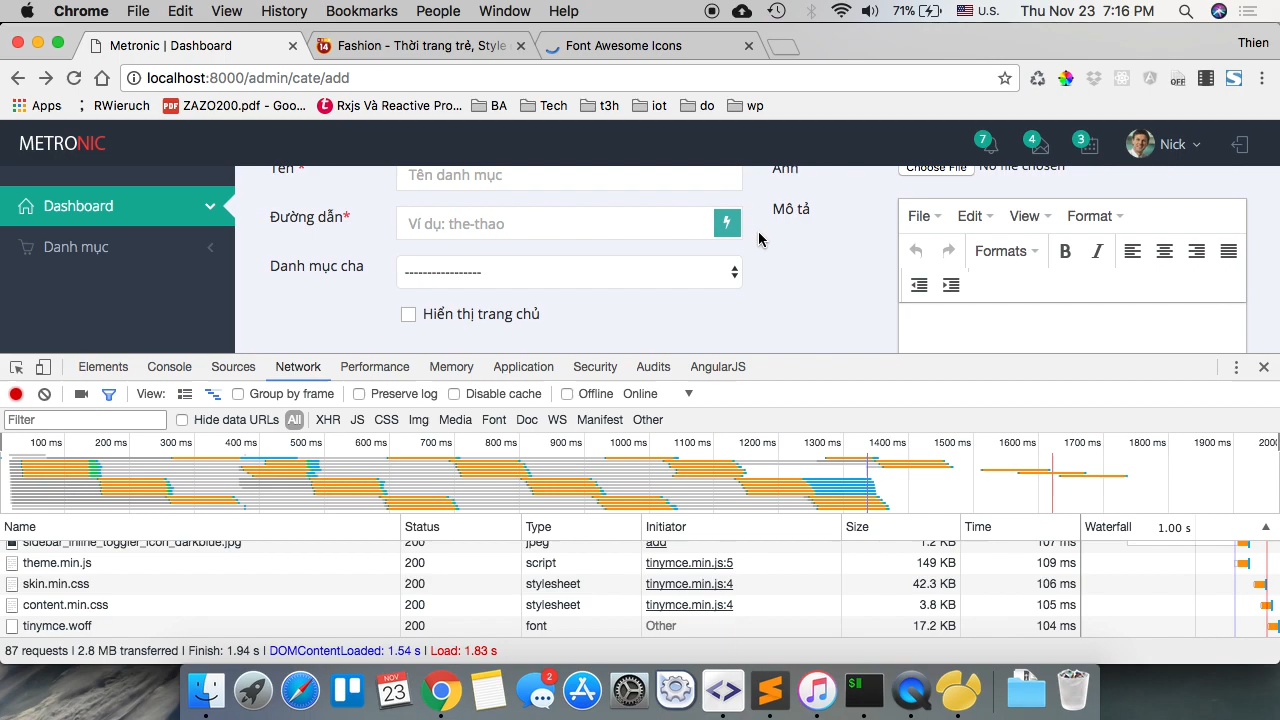 Chrome File Edit View History Bookmarks People Window Help 71% U.S. Thu Nov 23 7:16 PM
Metronic | Dashboard Fashion - Thời trang trẻ, Style Font Awesome Icons Thien
localhost:8000/admin/cate/add
Apps RWieruch ZAZO200.pdf - Goo... Rxjs Và Reactive Pro... BA Tech t3h iot do wp
METRONIC 7 4 3 Nick
Tên * Tên danh mục Ảnh Choose File No file chosen
Dashboard
Đường dẫn* Ví dụ: the-thao Mô tả File Edit View Format
Danh mục Formats B I
Danh mục cha -----------------
Hiển thị trang chủ
Elements Console Sources Network Performance Memory Application Security Audits AngularJS
View: Group by frame Preserve log Disable cache Offline Online
Filter Hide data URLs All XHR JS CSS Img Media Font Doc WS Manifest Other
100 ms 200 ms 300 ms 400 ms 500 ms 600 ms 700 ms 800 ms 900 ms 1000 ms 1100 ms 1200 ms 1300 ms 1400 ms 1500 ms 1600 ms 1700 ms 1800 ms 1900 ms 200
Name Status Type Initiator Size Time Waterfall 1.00 s
sidebar_inline_toggler_icon_darkblue.jpg 200 jpeg add 1.2 KB 107 ms
theme.min.js 200 script tinymce.min.js:5 149 KB 109 ms
skin.min.css 200 stylesheet tinymce.min.js:4 42.3 KB 106 ms
content.min.css 200 stylesheet tinymce.min.js:4 3.8 KB 105 ms
tinymce.woff 200 font Other 17.2 KB 104 ms
87 requests | 2.8 MB transferred | Finish: 1.94 s | DOMContentLoaded: 1.54 s | Load: 1.83 s
NOV
23 2